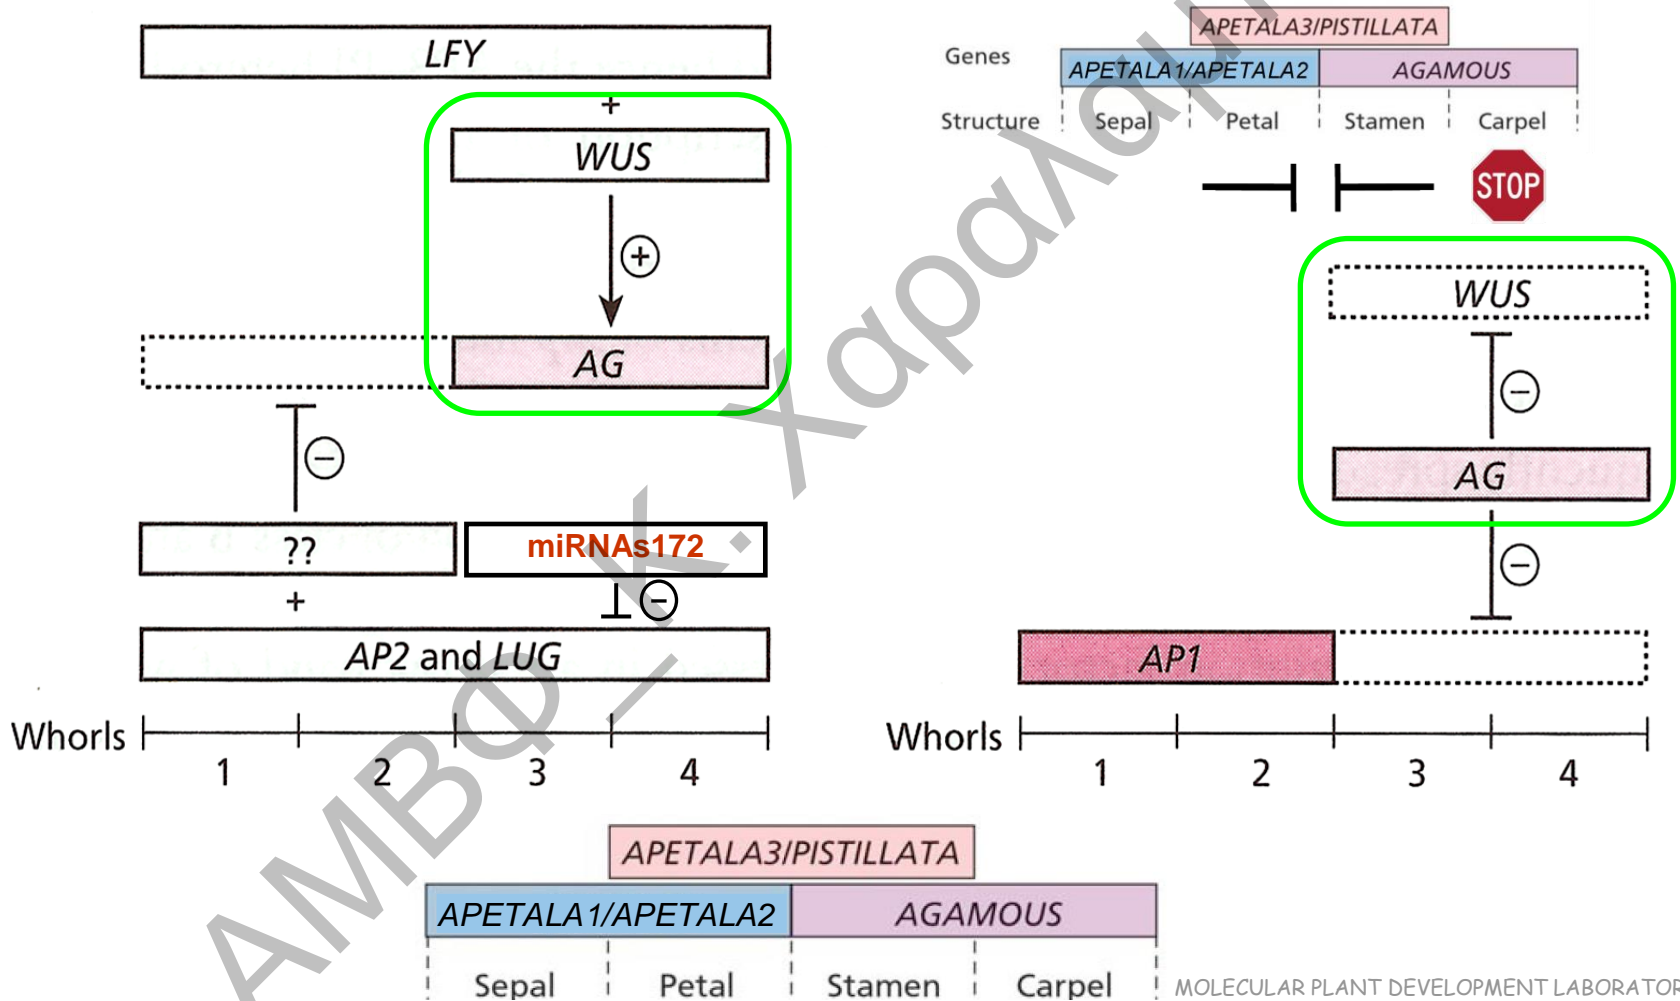 LFY
+
WUS
+
AG
−
??
miRNAs172
+
−
AP2 and LUG
Whorls
1 2 3 4
APETALA3/PISTILLATA
Genes
APETALA1/APETALA2 AGAMOUS
Structure Sepal Petal Stamen Carpel
STOP
WUS
−
AG
−
AP1
Whorls
1 2 3 4
APETALA3/PISTILLATA
APETALA1/APETALA2 AGAMOUS
Sepal Petal Stamen Carpel
MOLECULAR PLANT DEVELOPMENT LABORATO
ΑΜΒΦ_Κ. Χαραλαμ